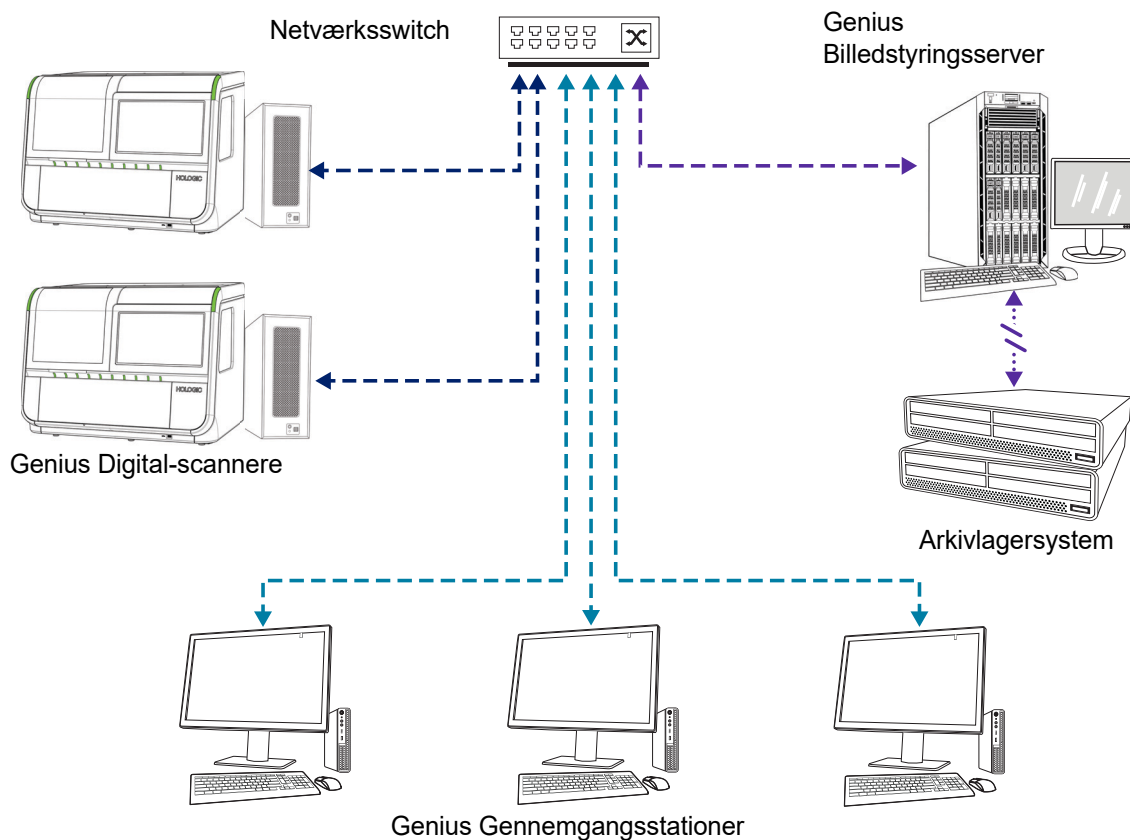 Netværksswitch
Genius
Billedstyringsserver
HOLOGIC
HOLOGIC
Genius Digital-scannere
Arkivlagersystem
Genius Gennemgangsstationer